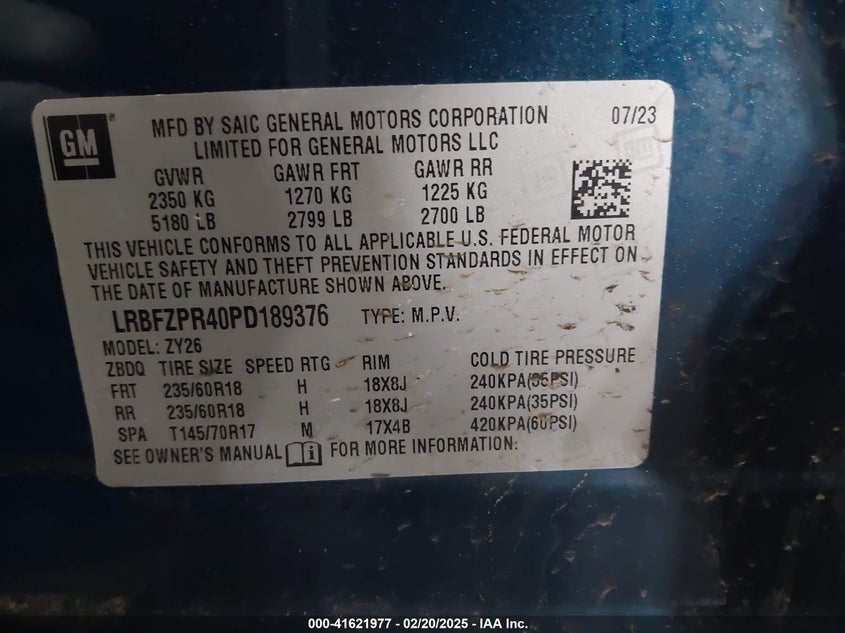 GM
MFD BY SAIC GENERAL MOTORS CORPORATION 07/23
LIMITED FOR GENERAL MOTORS LLC
GVWR GAWR FRT GAWR RR
2350 KG 1270 KG 1225 KG
5180 LB 2799 LB 2700 LB
THIS VEHICLE CONFORMS TO ALL APPLICABLE U.S. FEDERAL MOTOR
VEHICLE SAFETY AND THEFT PREVENTION STANDARDS IN EFFECT ON
THE DATE OF MANUFACTURE SHOWN ABOVE.
LRBFZPR40PD189376 TYPE: M.P.V.
MODEL: ZY26
ZBDQ TIRE SIZE SPEED RTG RIM COLD TIRE PRESSURE
FRT 235/60R18 H 18X8J 240KPA(35PSI)
RR 235/60R18 H 18X8J 240KPA(35PSI)
SPA T145/70R17 M 17X4B 420KPA(60PSI)
SEE OWNER'S MANUAL FOR MORE INFORMATION.
000-41621977 — 02/20/2025 — IAA Inc.